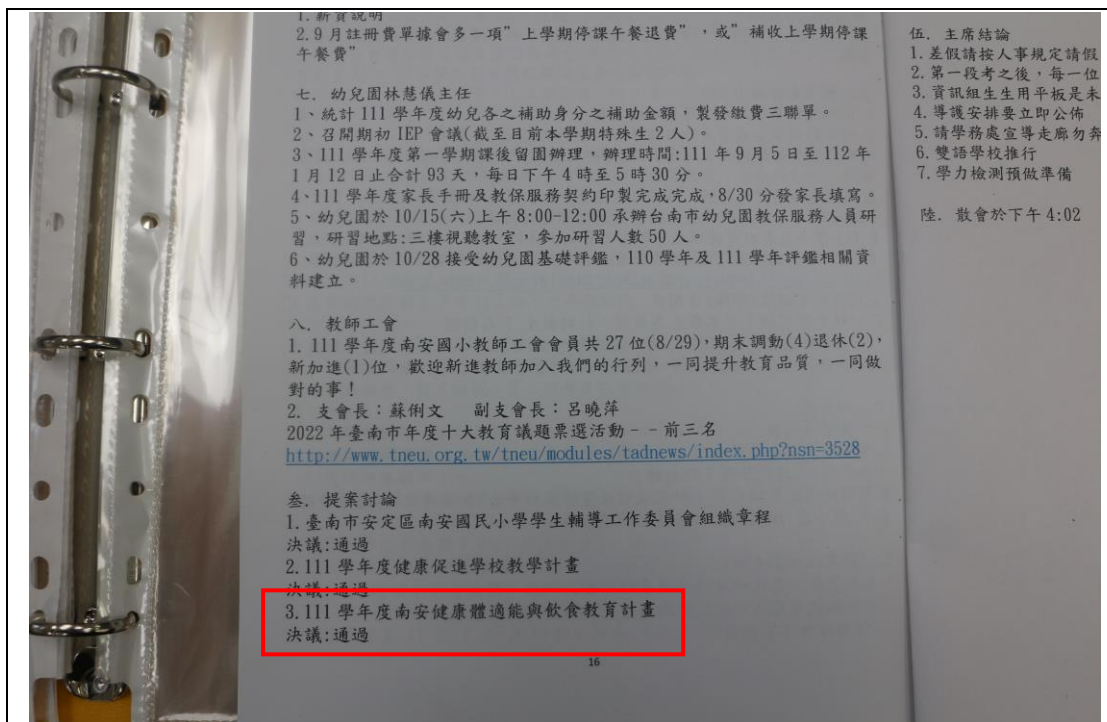 1.薪資說明
2.9月註冊費單據會多一項”上學期停課午餐退費”,或”補收上學期停課
午餐費”
七. 幼兒園林慧儀主任
1、統計111學年度幼兒各之補助身分之補助金額,製發繳費三聯單。
2、召開期初IEP會議(截至目前本學期特殊生2人)。
3、111學年度第一學期課後留園辦理,辦理時間:111年9月5日至112年
1月12日止合計93天,每日下午4時至5時30分。
4、111學年度家長手冊及教保服務契約印製完成完成,8/30分發家長填寫。
5、幼兒園於10/15(六)上午8:00-12:00承辦台南市幼兒園教保服務人員研
習,研習地點:三樓視聽教室,參加研習人數50人。
6、幼兒園於10/28接受幼兒園基礎評鑑,110學年及111學年評鑑相關資
料建立。
八. 教師工會
1. 111學年度南安國小教師工會會員共27位(8/29),期末調動(4)退休(2),
新加進(1)位,歡迎新進教師加入我們的行列,一同提升教育品質,一同做
對的事!
2. 支會長:蘇俐文 副支會長:呂曉萍
2022年臺南市年度十大教育議題票選活動--前三名
http://www.tneu.org.tw/tneu/modules/tadnews/index.php?nsn=3528
叁. 提案討論
1.臺南市安定區南安國民小學學生輔導工作委員會組織章程
決議:通過
2.111學年度健康促進學校教學計畫
決議:通過
3.111學年度南安健康體適能與飲食教育計畫
決議:通過
16
伍. 主席結論
1.差假請按人事規定請假
2.第一段考之後,每一位
3.資訊組生生用平板是未
4.導護安排要立即公佈
5.請學務處宣導走廊勿奔
6.雙語學校推行
7.學力檢測預做準備
陸. 散會於下午4:02